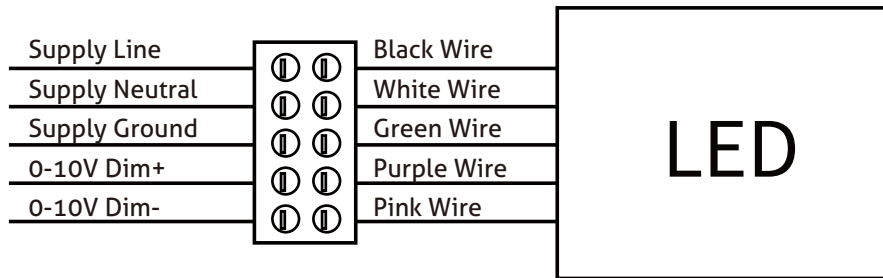 Supply Line
Black Wire
Supply Neutral
White Wire
Supply Ground
Green Wire
0-10V Dim+
Purple Wire
0-10V Dim-
Pink Wire
LED